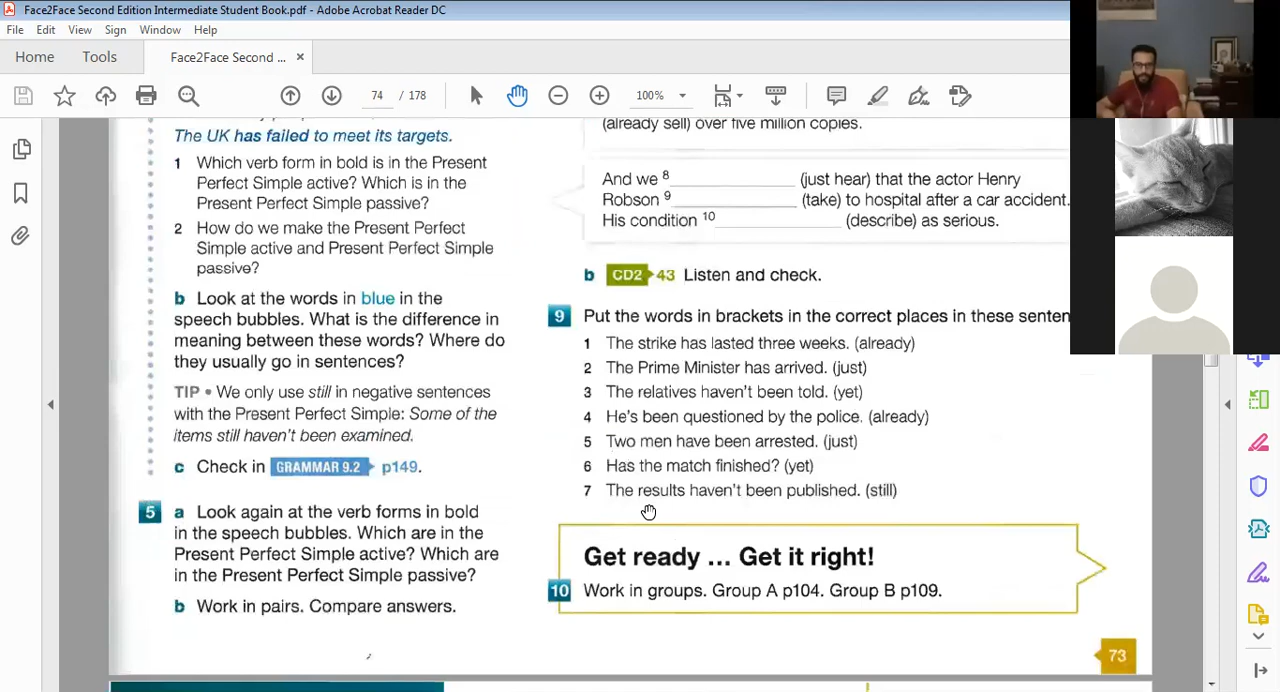 Face2Face Second Edition Intermediate Student Book.pdf - Adobe Acrobat Reader DC
File Edit View Sign Window Help
Home Tools Face2Face Second ... ×
74 / 178 100%
The UK has failed to meet its targets.
1 Which verb form in bold is in the Present
Perfect Simple active? Which is in the
Present Perfect Simple passive?
2 How do we make the Present Perfect
Simple active and Present Perfect Simple
passive?
b Look at the words in blue in the
speech bubbles. What is the difference in
meaning between these words? Where do
they usually go in sentences?
TIP • We only use still in negative sentences
with the Present Perfect Simple: Some of the
items still haven't been examined.
c Check in GRAMMAR 9.2 p149.
5 a Look again at the verb forms in bold
in the speech bubbles. Which are in the
Present Perfect Simple active? Which are
in the Present Perfect Simple passive?
b Work in pairs. Compare answers.
(already sell) over five million copies.
And we 8 ____________ (just hear) that the actor Henry
Robson 9 ____________ (take) to hospital after a car accident.
His condition 10 ____________ (describe) as serious.
b CD2 43 Listen and check.
9 Put the words in brackets in the correct places in these
1 The strike has lasted three weeks. (already)
2 The Prime Minister has arrived. (just)
3 The relatives haven't been told. (yet)
4 He's been questioned by the police. (already)
5 Two men have been arrested. (just)
6 Has the match finished? (yet)
7 The results haven't been published. (still)
Get ready ... Get it right!
10 Work in groups. Group A p104. Group B p109.
73